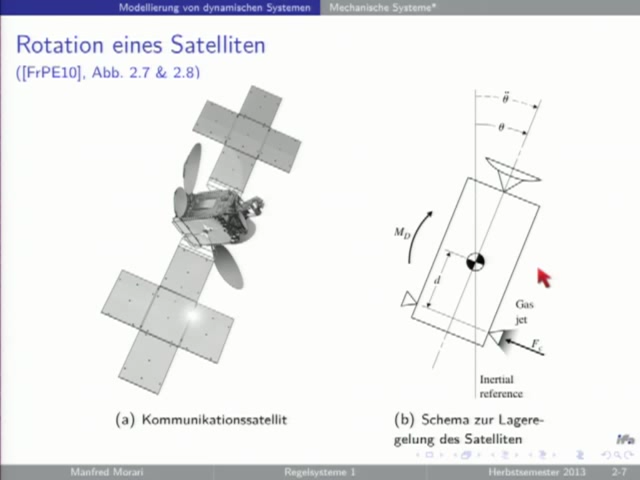 Modellierung von dynamischen Systemen Mechanische Systeme*
Rotation eines Satelliten
([FrPE10], Abb. 2.7 & 2.8)
θ̈
θ
M_D
d
Gas
jet
F_c
Inertial
reference
(a) Kommunikationssatellit
(b) Schema zur Lagere-
gelung des Satelliten
ifa
Manfred Morari Regelsysteme 1 Herbstsemester 2013 2-7